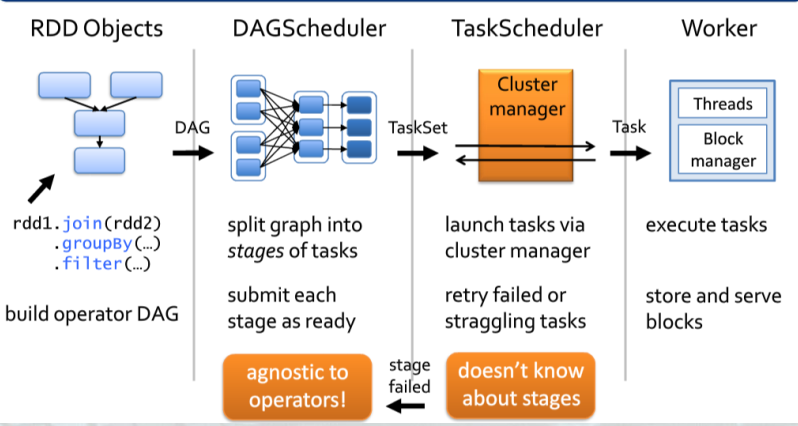 RDD Objects
DAGScheduler
TaskScheduler
Worker
DAG
TaskSet
Cluster
manager
Task
Threads
Block
manager
rdd1.join(rdd2)
.groupBy(…)
.filter(…)
build operator DAG
split graph into
stages of tasks
submit each
stage as ready
agnostic to
operators!
launch tasks via
cluster manager
retry failed or
straggling tasks
stage
failed
doesn’t know
about stages
execute tasks
store and serve
blocks